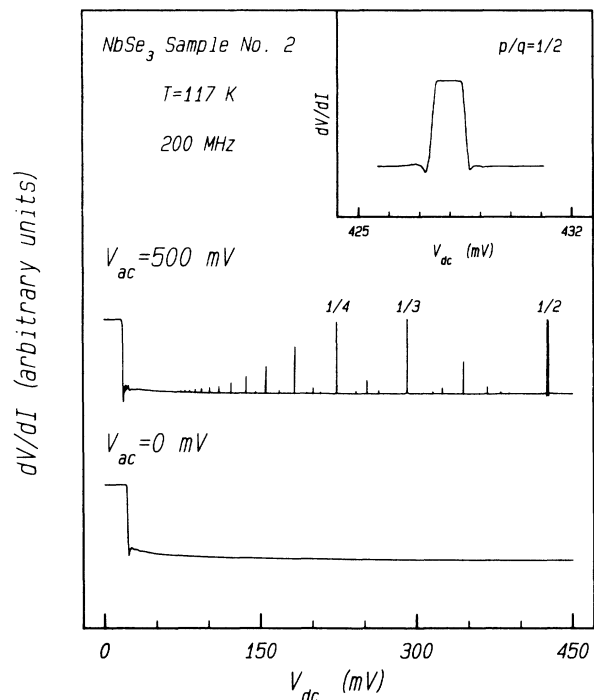 NbSe3 Sample No. 2
T=117 K
200 MHz
p/q=1/2
dV/dI
425
432
Vdc (mV)
dV/dI (arbitrary units)
Vac=500 mV
1/4
1/3
1/2
Vac=0 mV
0
150
300
450
Vdc (mV)